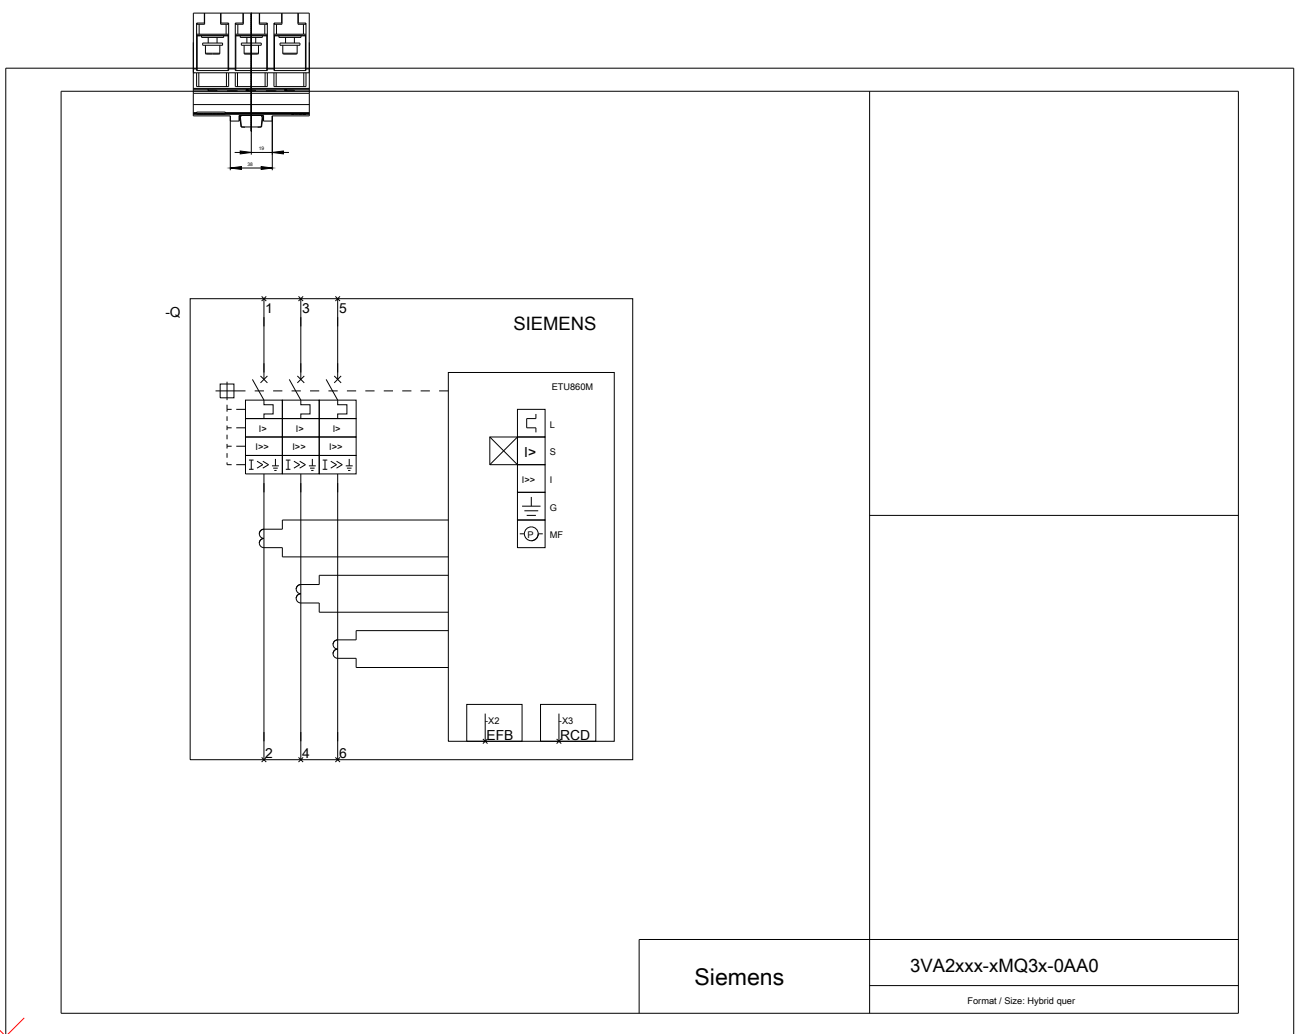 19
38
-Q
1 3 5
SIEMENS
ETU860M
L
I> I> I>
I> S
I>> I>> I>>
I>> I
I>> I>> I>>
G
P MF
-X2 -X3
EFB RCD
2 4 6
Siemens
3VA2xxx-xMQ3x-0AA0
Format / Size: Hybrid quer